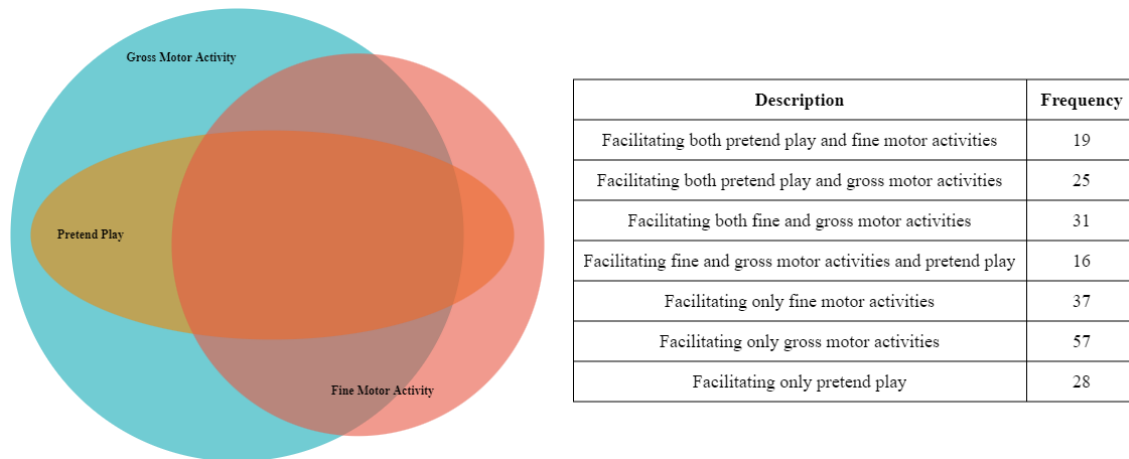 Gross Motor Activity
Pretend Play
Fine Motor Activity
Description Frequency
Facilitating both pretend play and fine motor activities 19
Facilitating both pretend play and gross motor activities 25
Facilitating both fine and gross motor activities 31
Facilitating fine and gross motor activities and pretend play 16
Facilitating only fine motor activities 37
Facilitating only gross motor activities 57
Facilitating only pretend play 28